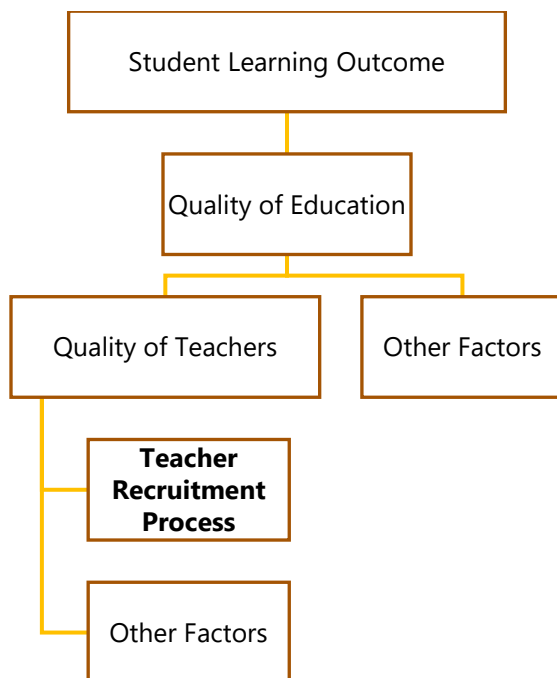 Student Learning Outcome
Quality of Education
Quality of Teachers
Other Factors
Teacher
Recruitment
Process
Other Factors